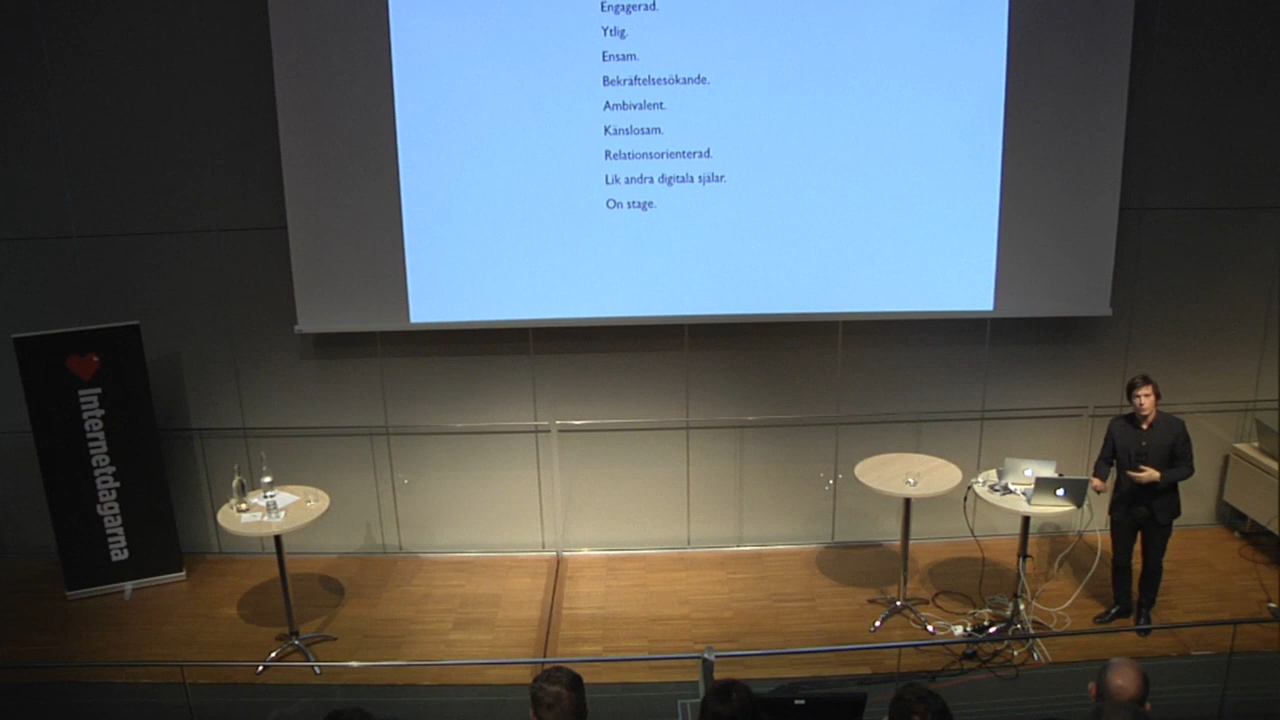 Engagerad.
Ytlig.
Ensam.
Bekräftelsesökande.
Ambivalent.
Känslosam.
Relationsorienterad.
Lik andra digitala själar.
On stage.
Internetdagarna